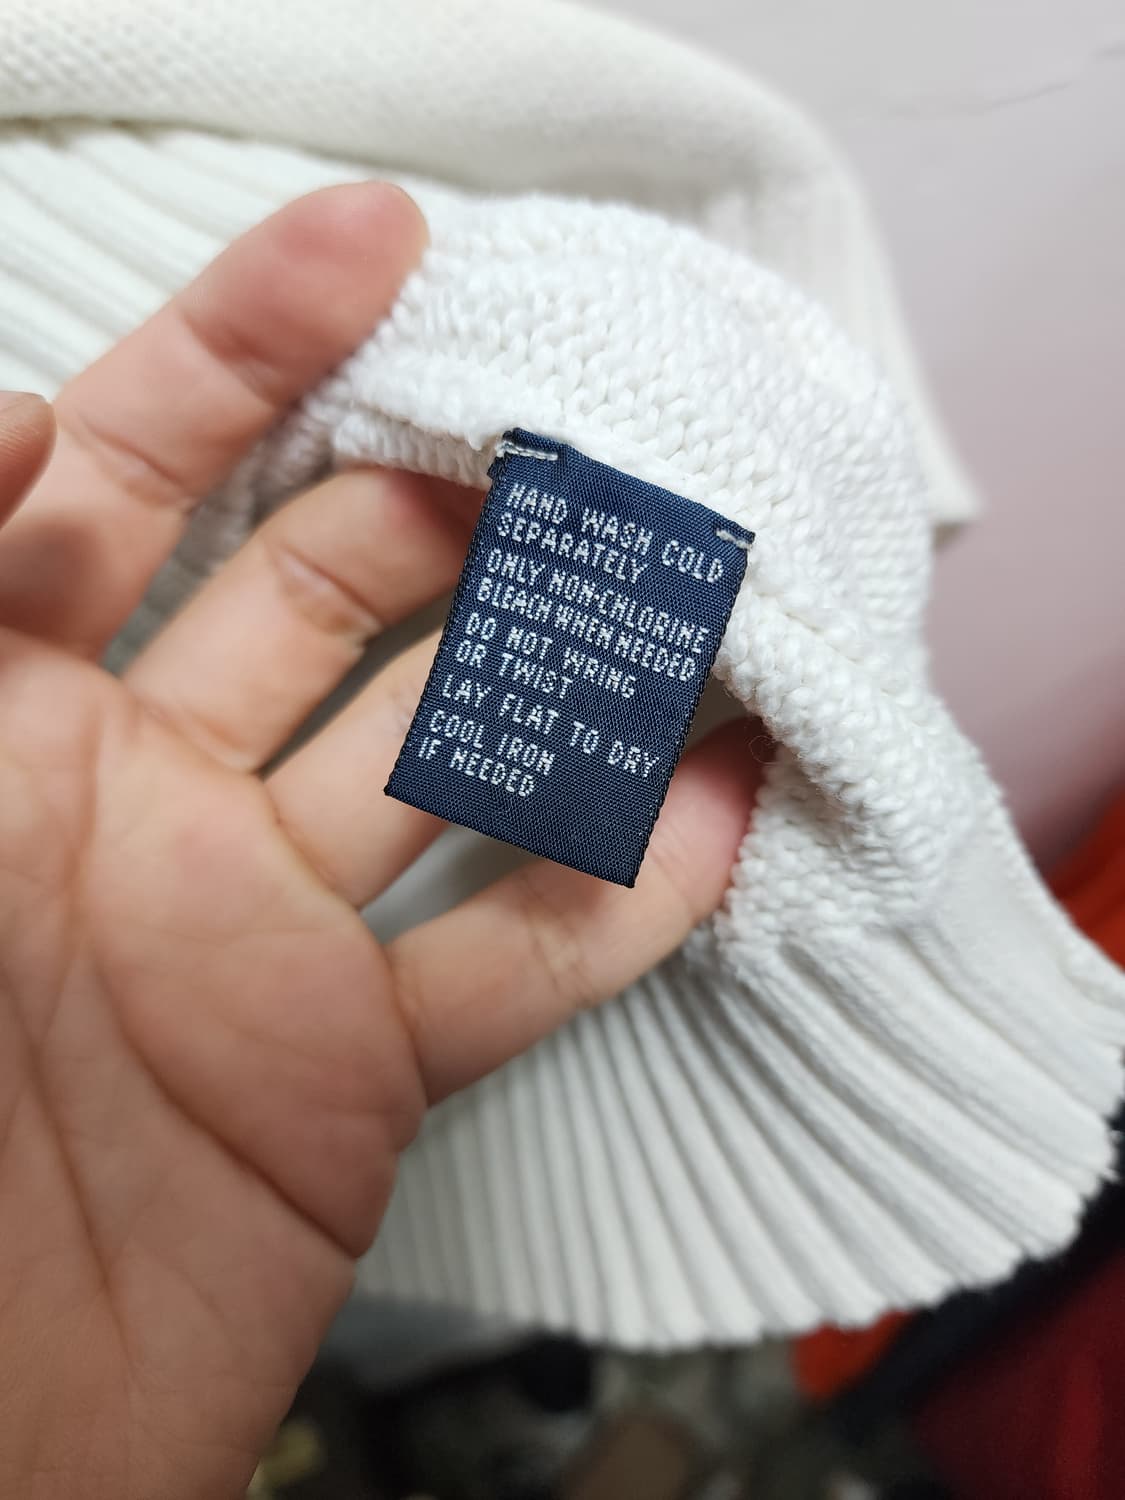 HAND WASH COLD
SEPARATELY
ONLY NON-CHLORINE
BLEACH WHEN NEEDED
DO NOT WRING
OR TWIST
LAY FLAT TO DRY
COOL IRON
IF NEEDED